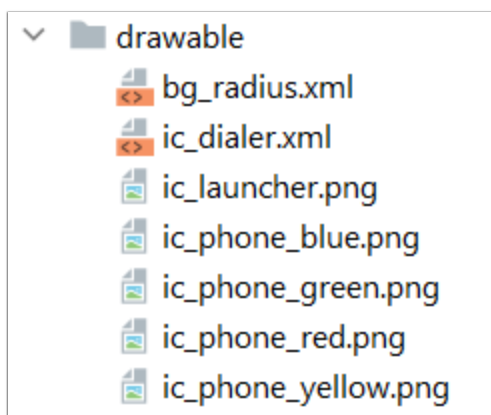 drawable
bg_radius.xml
ic_dialer.xml
ic_launcher.png
ic_phone_blue.png
ic_phone_green.png
ic_phone_red.png
ic_phone_yellow.png